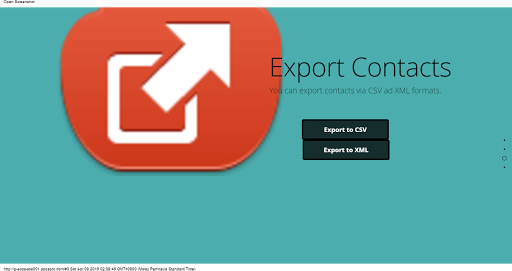 Open Screenshot
Export Contacts
You can export contacts via CSV ad XML formats.
Export to CSV
Export to XML